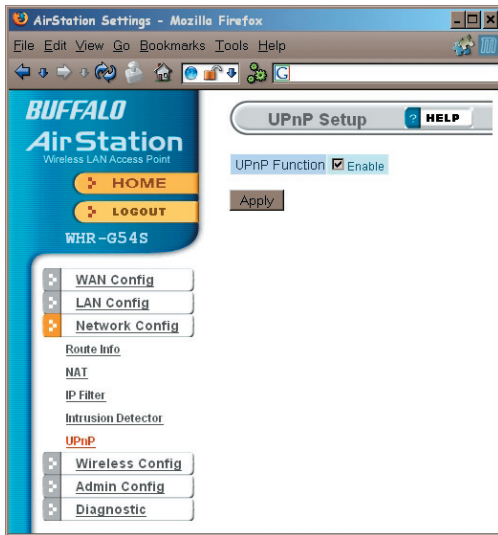 AirStation Settings - Mozilla Firefox
File Edit View Go Bookmarks Tools Help
G
BUFFALO
AirStation
Wireless LAN Access Point
HOME
LOGOUT
WHR-G54S
WAN Config
LAN Config
Network Config
Route Info
NAT
IP Filter
Intrusion Detector
UPnP
Wireless Config
Admin Config
Diagnostic
UPnP Setup
? HELP
UPnP Function Enable
Apply